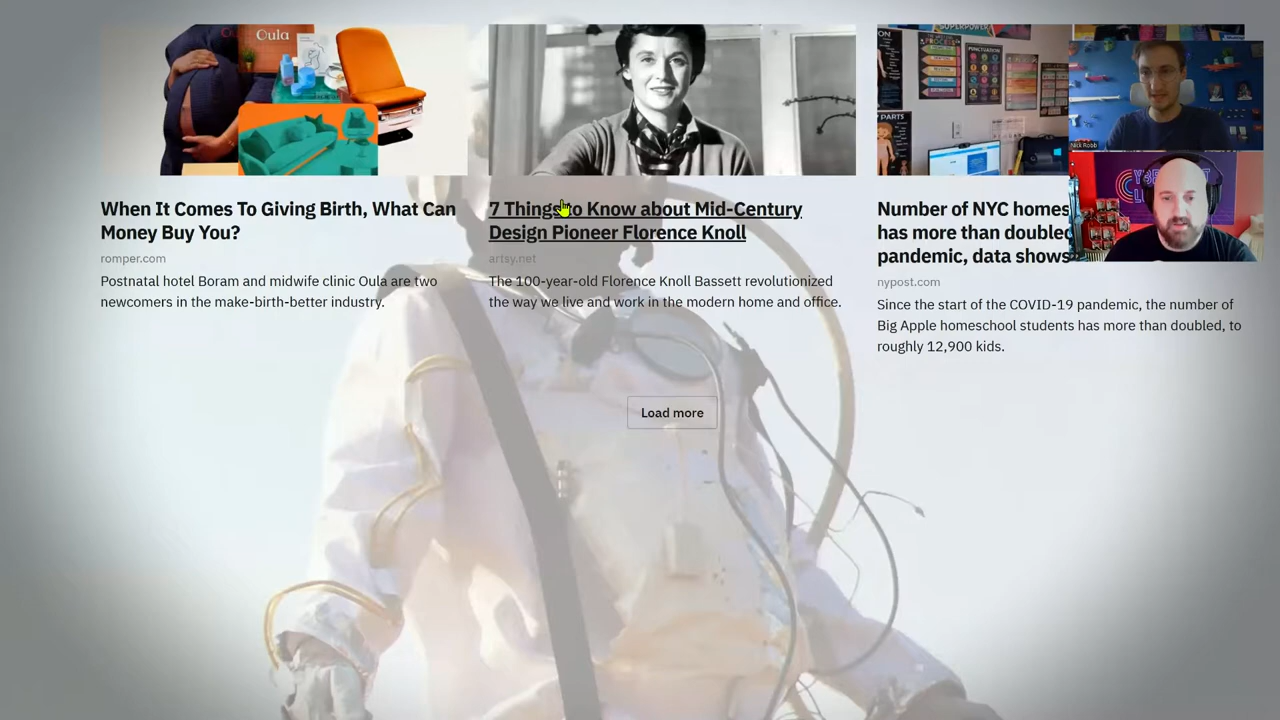 Oula
SUPERPOWER
PROCESS
PUNCTUATION
PARTS
Nick Robb
When It Comes To Giving Birth, What Can
Money Buy You?
romper.com
Postnatal hotel Boram and midwife clinic Oula are two
newcomers in the make-birth-better industry.
7 Things to Know about Mid-Century
Design Pioneer Florence Knoll
artsy.net
The 100-year-old Florence Knoll Bassett revolutionized
the way we live and work in the modern home and office.
Number of NYC homes
has more than doubled
pandemic, data shows
nypost.com
Since the start of the COVID-19 pandemic, the number of
Big Apple homeschool students has more than doubled, to
roughly 12,900 kids.
Load more